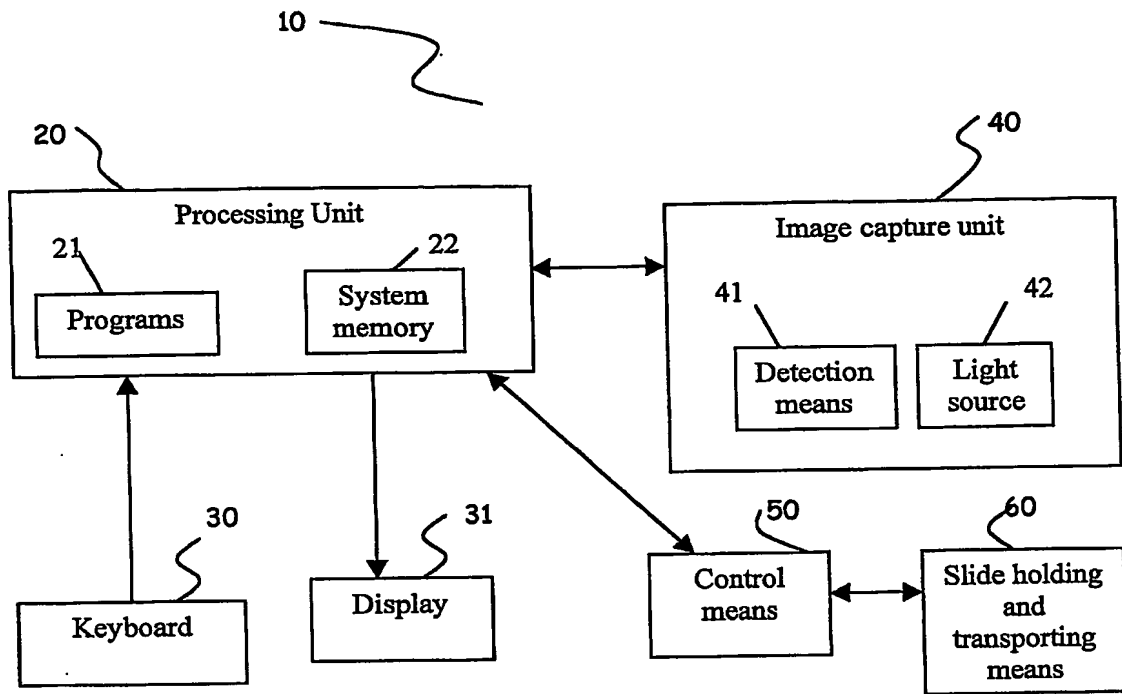 10
20
40
Processing Unit
Image capture unit
21
22
Programs
System
memory
41
42
Detection
means
Light
source
30
31
50
60
Keyboard
Display
Control
means
Slide holding
and
transporting
means